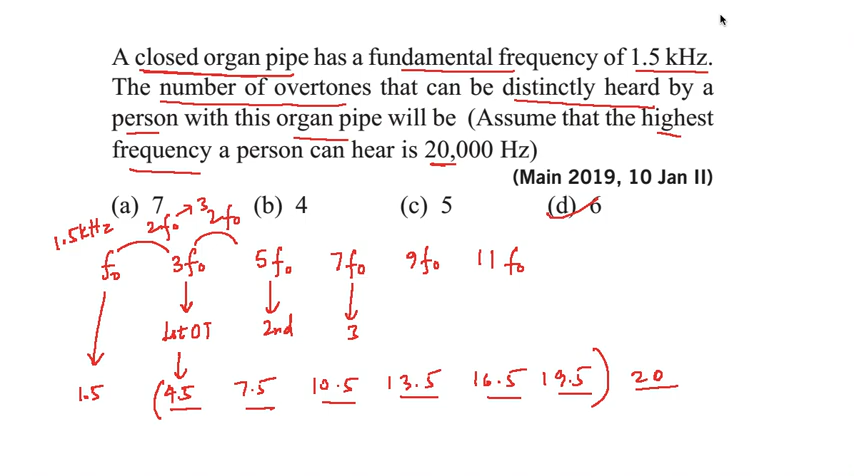 A closed organ pipe has a fundamental frequency of 1.5 kHz.
The number of overtones that can be distinctly heard by a
person with this organ pipe will be (Assume that the highest
frequency a person can hear is 20,000 Hz)
(Main 2019, 10 Jan II)
(a) 7 (b) 4 (c) 5 (d) 6
1.5kHz 2f₀ → 3 2f₀
f₀ 3f₀ 5f₀ 7f₀ 9f₀ 11f₀
1st OT 2nd 3
1.5 (4.5 7.5 10.5 13.5 16.5 19.5) 20